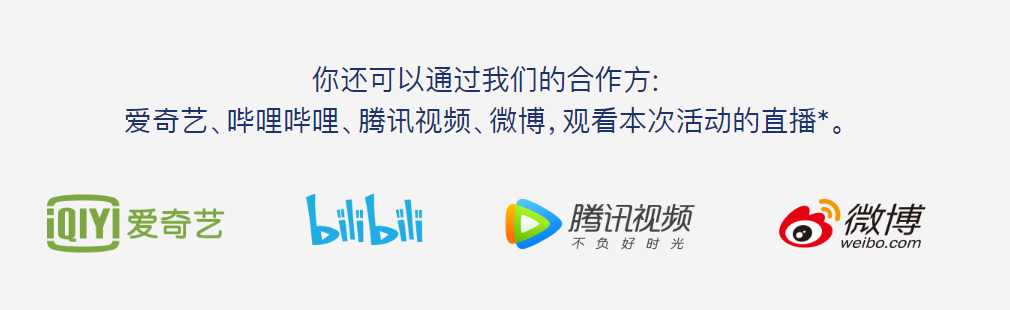 你还可以通过我们的合作方:
爱奇艺、哔哩哔哩、腾讯视频、微博, 观看本次活动的直播*。
iQIYI 爱奇艺
bilibili
腾讯视频
不负好时光
微博
weibo.com